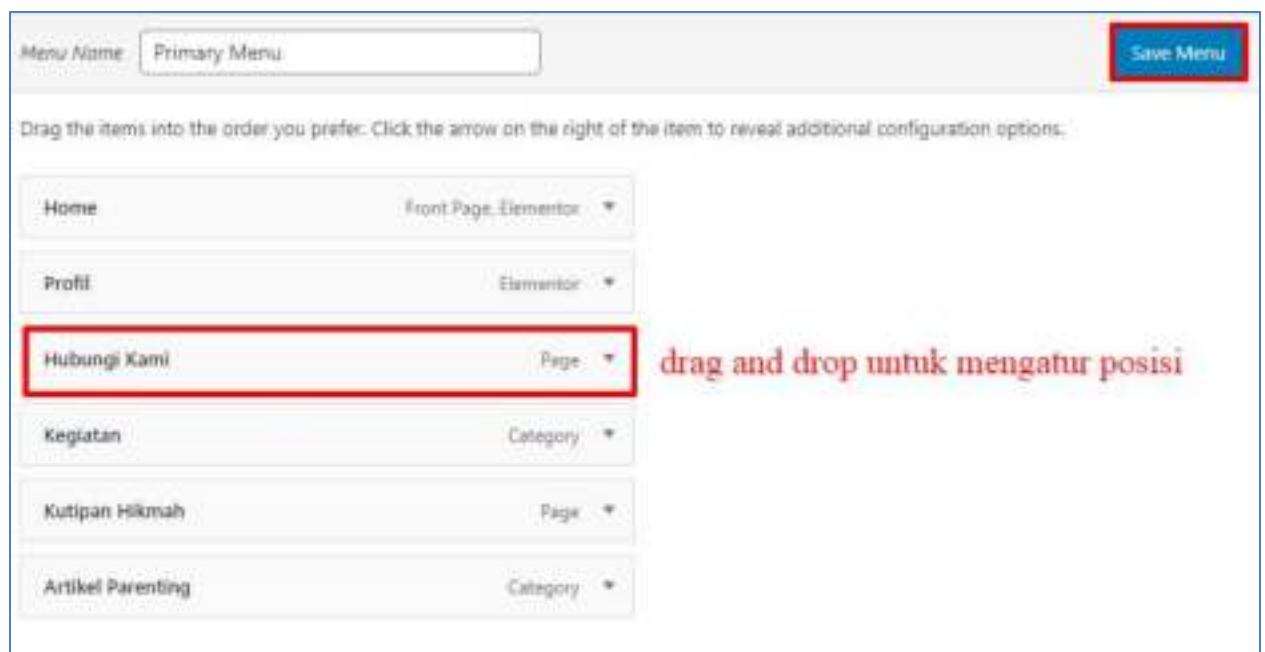 Menu Name Primary Menu Save Menu
Drag the items into the order you prefer. Click the arrow on the right of the item to reveal additional configuration options.
Home Front Page, Elementor
Profil Elementor
Hubungi Kami Page drag and drop untuk mengatur posisi
Kegiatan Category
Kutipan Hikmah Page
Artikel Parenting Category